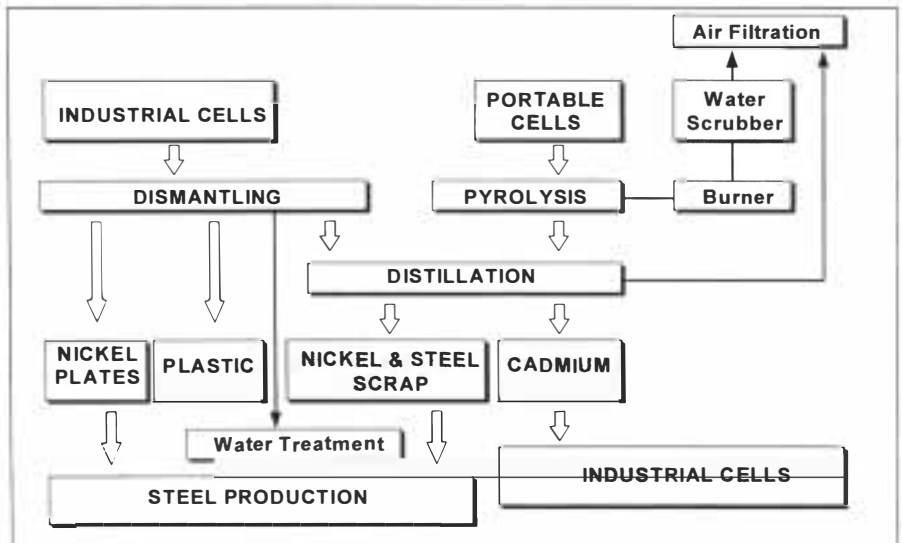 Air Filtration
INDUSTRIAL CELLS
PORTABLE
CELLS
Water
Scrubber
DISMANTLING
PYROLYSIS
Burner
DISTILLATION
NICKEL
PLATES
PLASTIC
NICKEL & STEEL
SCRAP
CADMIUM
Water Treatment
INDUSTRIAL CELLS
STEEL PRODUCTION